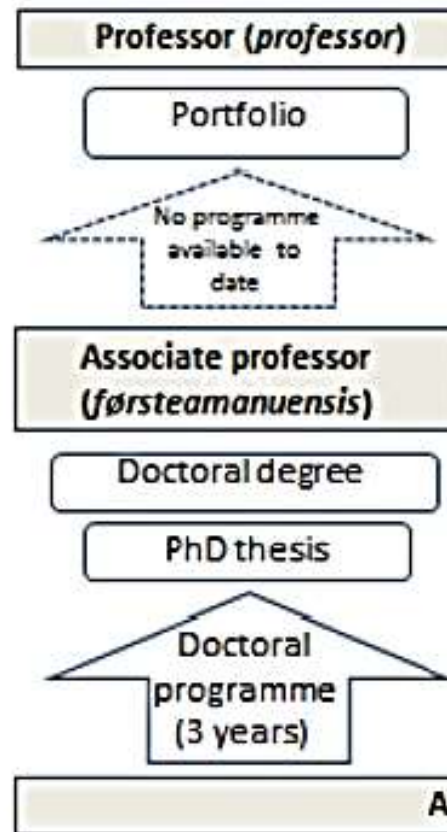 Professor (professor)
Portfolio
No programme
available to
date
Associate professor
(førsteamanuensis)
Doctoral degree
PhD thesis
Doctoral
programme
(3 years)
A